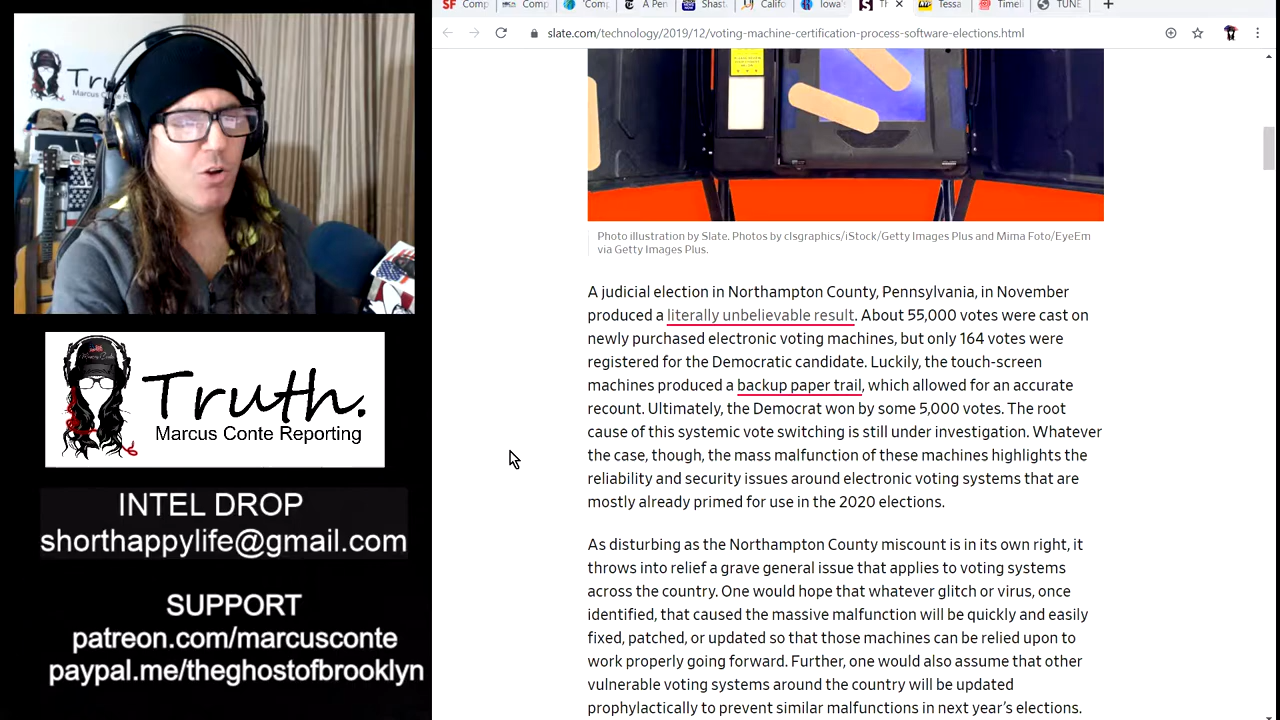 SF Comp
Comp
'Comp
A Pen
Shast
Califo
Iowa'
Tessa
Timeli
TUNE
slate.com/technology/2019/12/voting-machine-certification-process-software-elections.html
Photo illustration by Slate. Photos by clsgraphics/iStock/Getty Images Plus and Mima Foto/EyeEm
via Getty Images Plus.
A judicial election in Northampton County, Pennsylvania, in November
produced a literally unbelievable result. About 55,000 votes were cast on
newly purchased electronic voting machines, but only 164 votes were
registered for the Democratic candidate. Luckily, the touch-screen
machines produced a backup paper trail, which allowed for an accurate
recount. Ultimately, the Democrat won by some 5,000 votes. The root
cause of this systemic vote switching is still under investigation. Whatever
the case, though, the mass malfunction of these machines highlights the
reliability and security issues around electronic voting systems that are
mostly already primed for use in the 2020 elections.
As disturbing as the Northampton County miscount is in its own right, it
throws into relief a grave general issue that applies to voting systems
across the country. One would hope that whatever glitch or virus, once
identified, that caused the massive malfunction will be quickly and easily
fixed, patched, or updated so that those machines can be relied upon to
work properly going forward. Further, one would also assume that other
vulnerable voting systems around the country will be updated
prophylactically to prevent similar malfunctions in next year's elections.
Truth.
Marcus Conte Reporting
INTEL DROP
shorthappylife@gmail.com
SUPPORT
patreon.com/marcusconte
paypal.me/theghostofbrooklyn